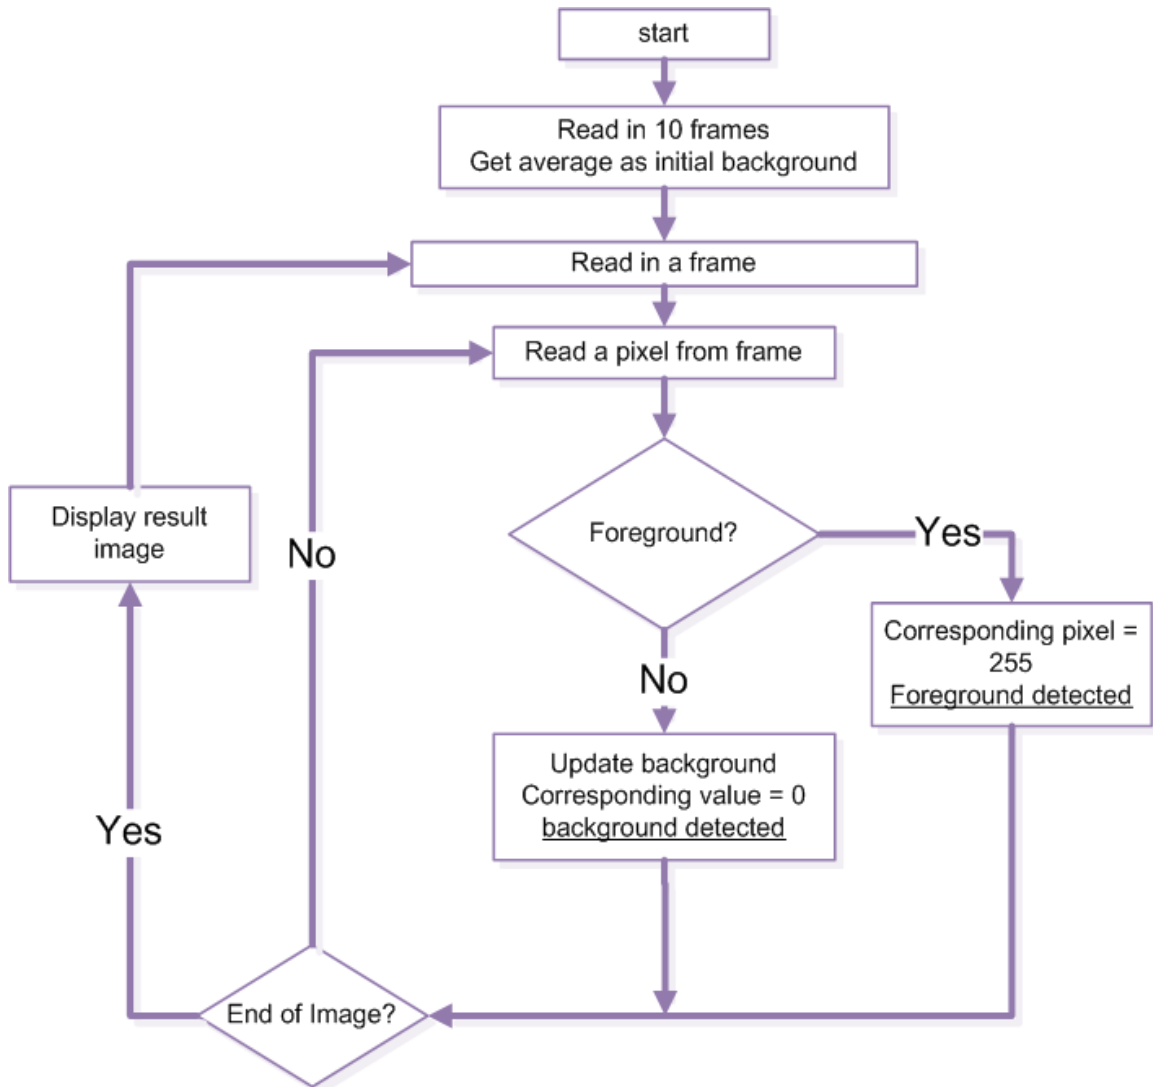 start
Read in 10 frames
Get average as initial background
Read in a frame
Read a pixel from frame
Foreground?
Yes
Corresponding pixel =
255
Foreground detected
No
Update background
Corresponding value = 0
background detected
End of Image?
No
Yes
Display result
image